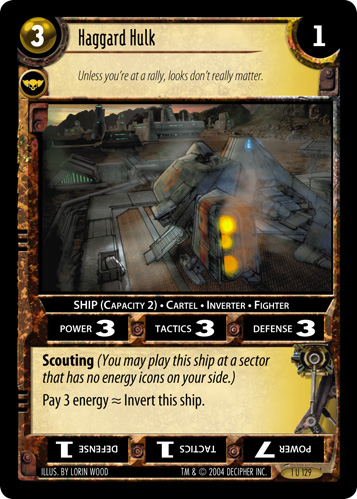 3 Haggard Hulk 1
Unless you're at a rally, looks don't really matter.
SHIP (CAPACITY 2) • CARTEL • INVERTER • FIGHTER
POWER 3 TACTICS 3 DEFENSE 3
Scouting (You may play this ship at a sector
that has no energy icons on your side.)
Pay 3 energy ≈ Invert this ship.
DEFENSE 1 TACTICS 1 POWER 7
ILLUS. BY LORIN WOOD TM & © 2004 DECIPHER INC. 1 U 129